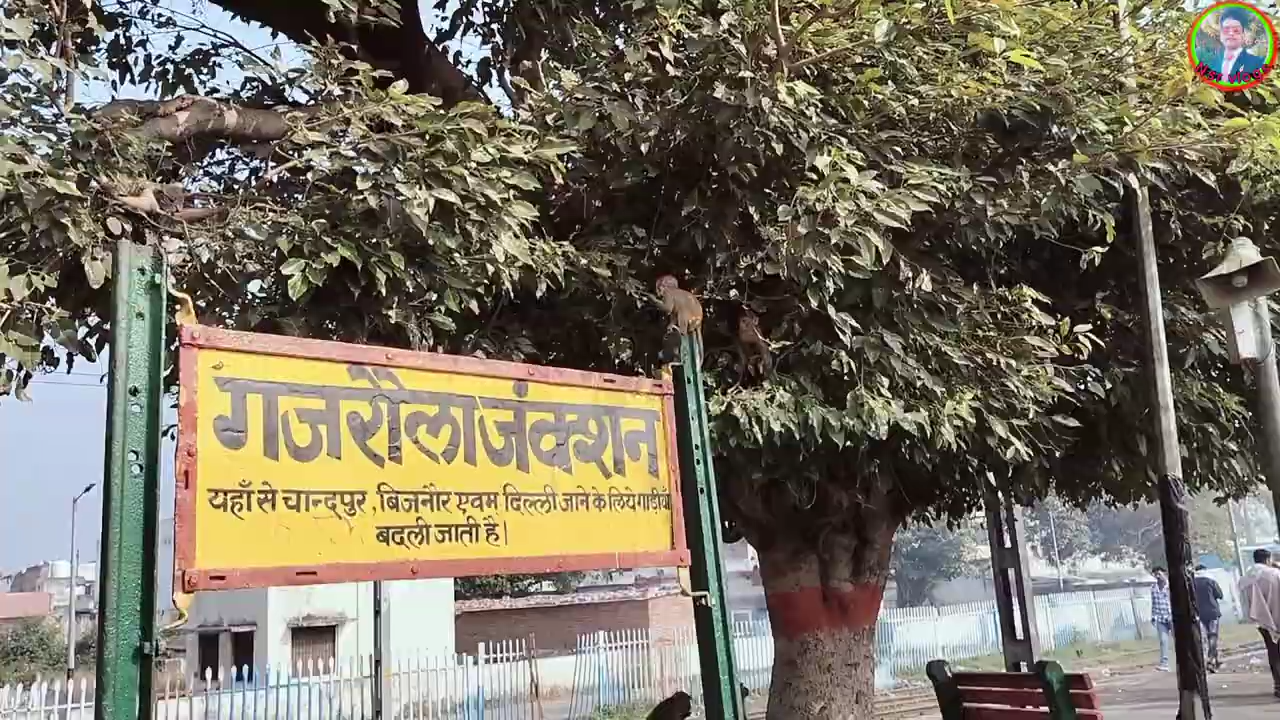 गजरौला जंक्शन
यहाँ से चान्दपुर, बिजनौर एवम दिल्ली जाने के लिये गाड़ीयाँ
बदली जाती है।